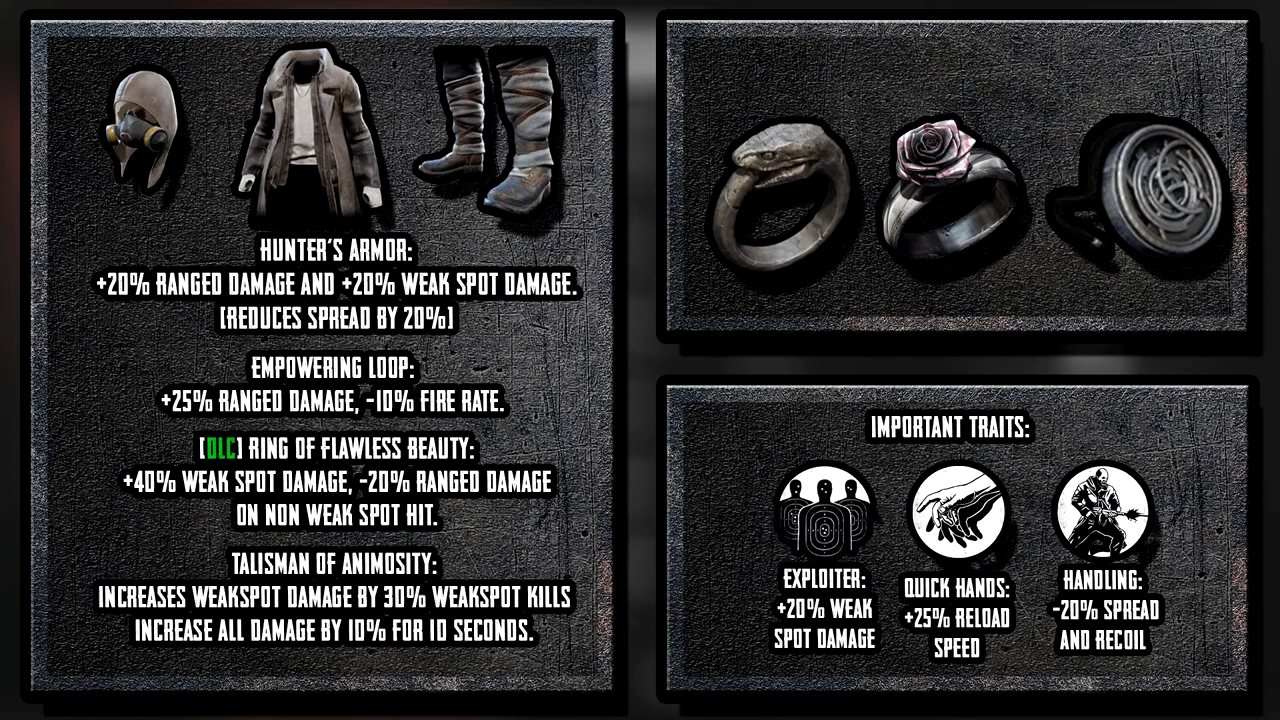 HUNTER'S ARMOR:
+20% RANGED DAMAGE AND +20% WEAK SPOT DAMAGE.
[REDUCES SPREAD BY 20%]
EMPOWERING LOOP:
+25% RANGED DAMAGE, -10% FIRE RATE.
[DLC] RING OF FLAWLESS BEAUTY:
+40% WEAK SPOT DAMAGE, -20% RANGED DAMAGE
ON NON WEAK SPOT HIT.
TALISMAN OF ANIMOSITY:
INCREASES WEAKSPOT DAMAGE BY 30% WEAKSPOT KILLS
INCREASE ALL DAMAGE BY 10% FOR 10 SECONDS.
IMPORTANT TRAITS:
EXPLOITER:
+20% WEAK
SPOT DAMAGE
QUICK HANDS:
+25% RELOAD
SPEED
HANDLING:
-20% SPREAD
AND RECOIL